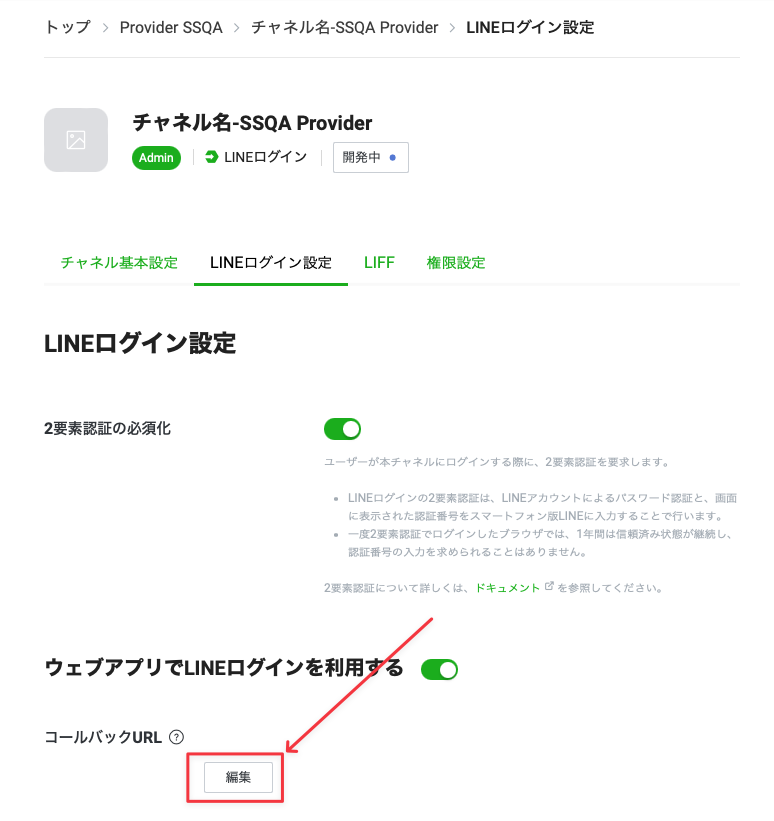 トップ > Provider SSQA > チャネル名-SSQA Provider > LINEログイン設定
チャネル名-SSQA Provider
Admin LINEログイン 開発中
チャネル基本設定 LINEログイン設定 LIFF 権限設定
LINEログイン設定
2要素認証の必須化
ユーザーが本チャネルにログインする際に、2要素認証を要求します。
• LINEログインの2要素認証は、LINEアカウントによるパスワード認証と、画面
に表示された認証番号をスマートフォン版LINEに入力することで行います。
• 一度2要素認証でログインしたブラウザでは、1年間は信頼済み状態が継続し、
認証番号の入力を求められることはありません。
2要素認証について詳しくは、ドキュメント を参照してください。
ウェブアプリでLINEログインを利用する
コールバックURL ?
編集